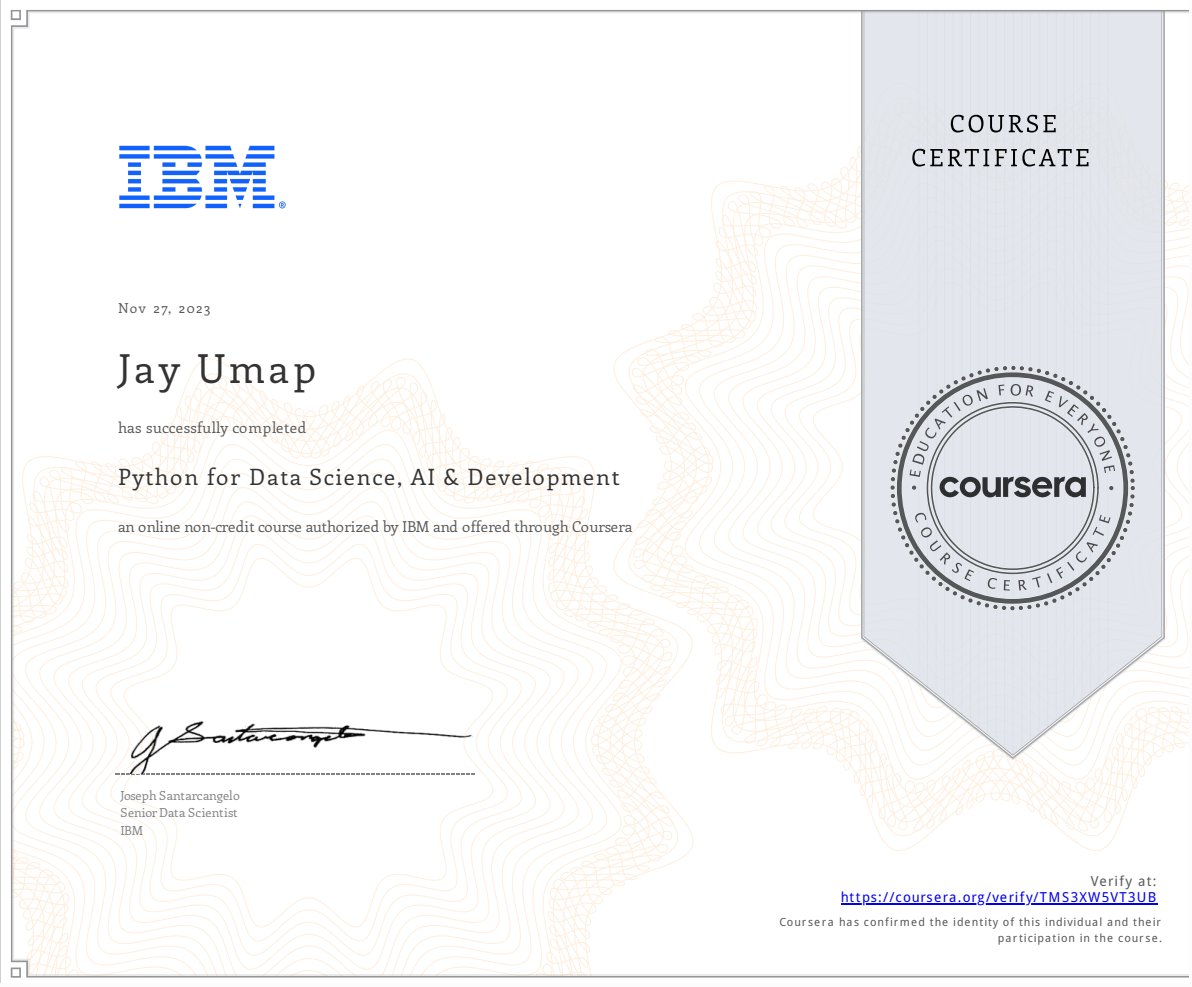 COURSE
CERTIFICATE
IBM®
Nov 27, 2023
Jay Umap
has successfully completed
Python for Data Science, AI & Development
an online non-credit course authorized by IBM and offered through Coursera
EDUCATION FOR EVERYONE
coursera
COURSE CERTIFICATE
J Santarcangelo
Joseph Santarcangelo
Senior Data Scientist
IBM
Verify at:
https://coursera.org/verify/TMS3XW5VT3UB
Coursera has confirmed the identity of this individual and their
participation in the course.